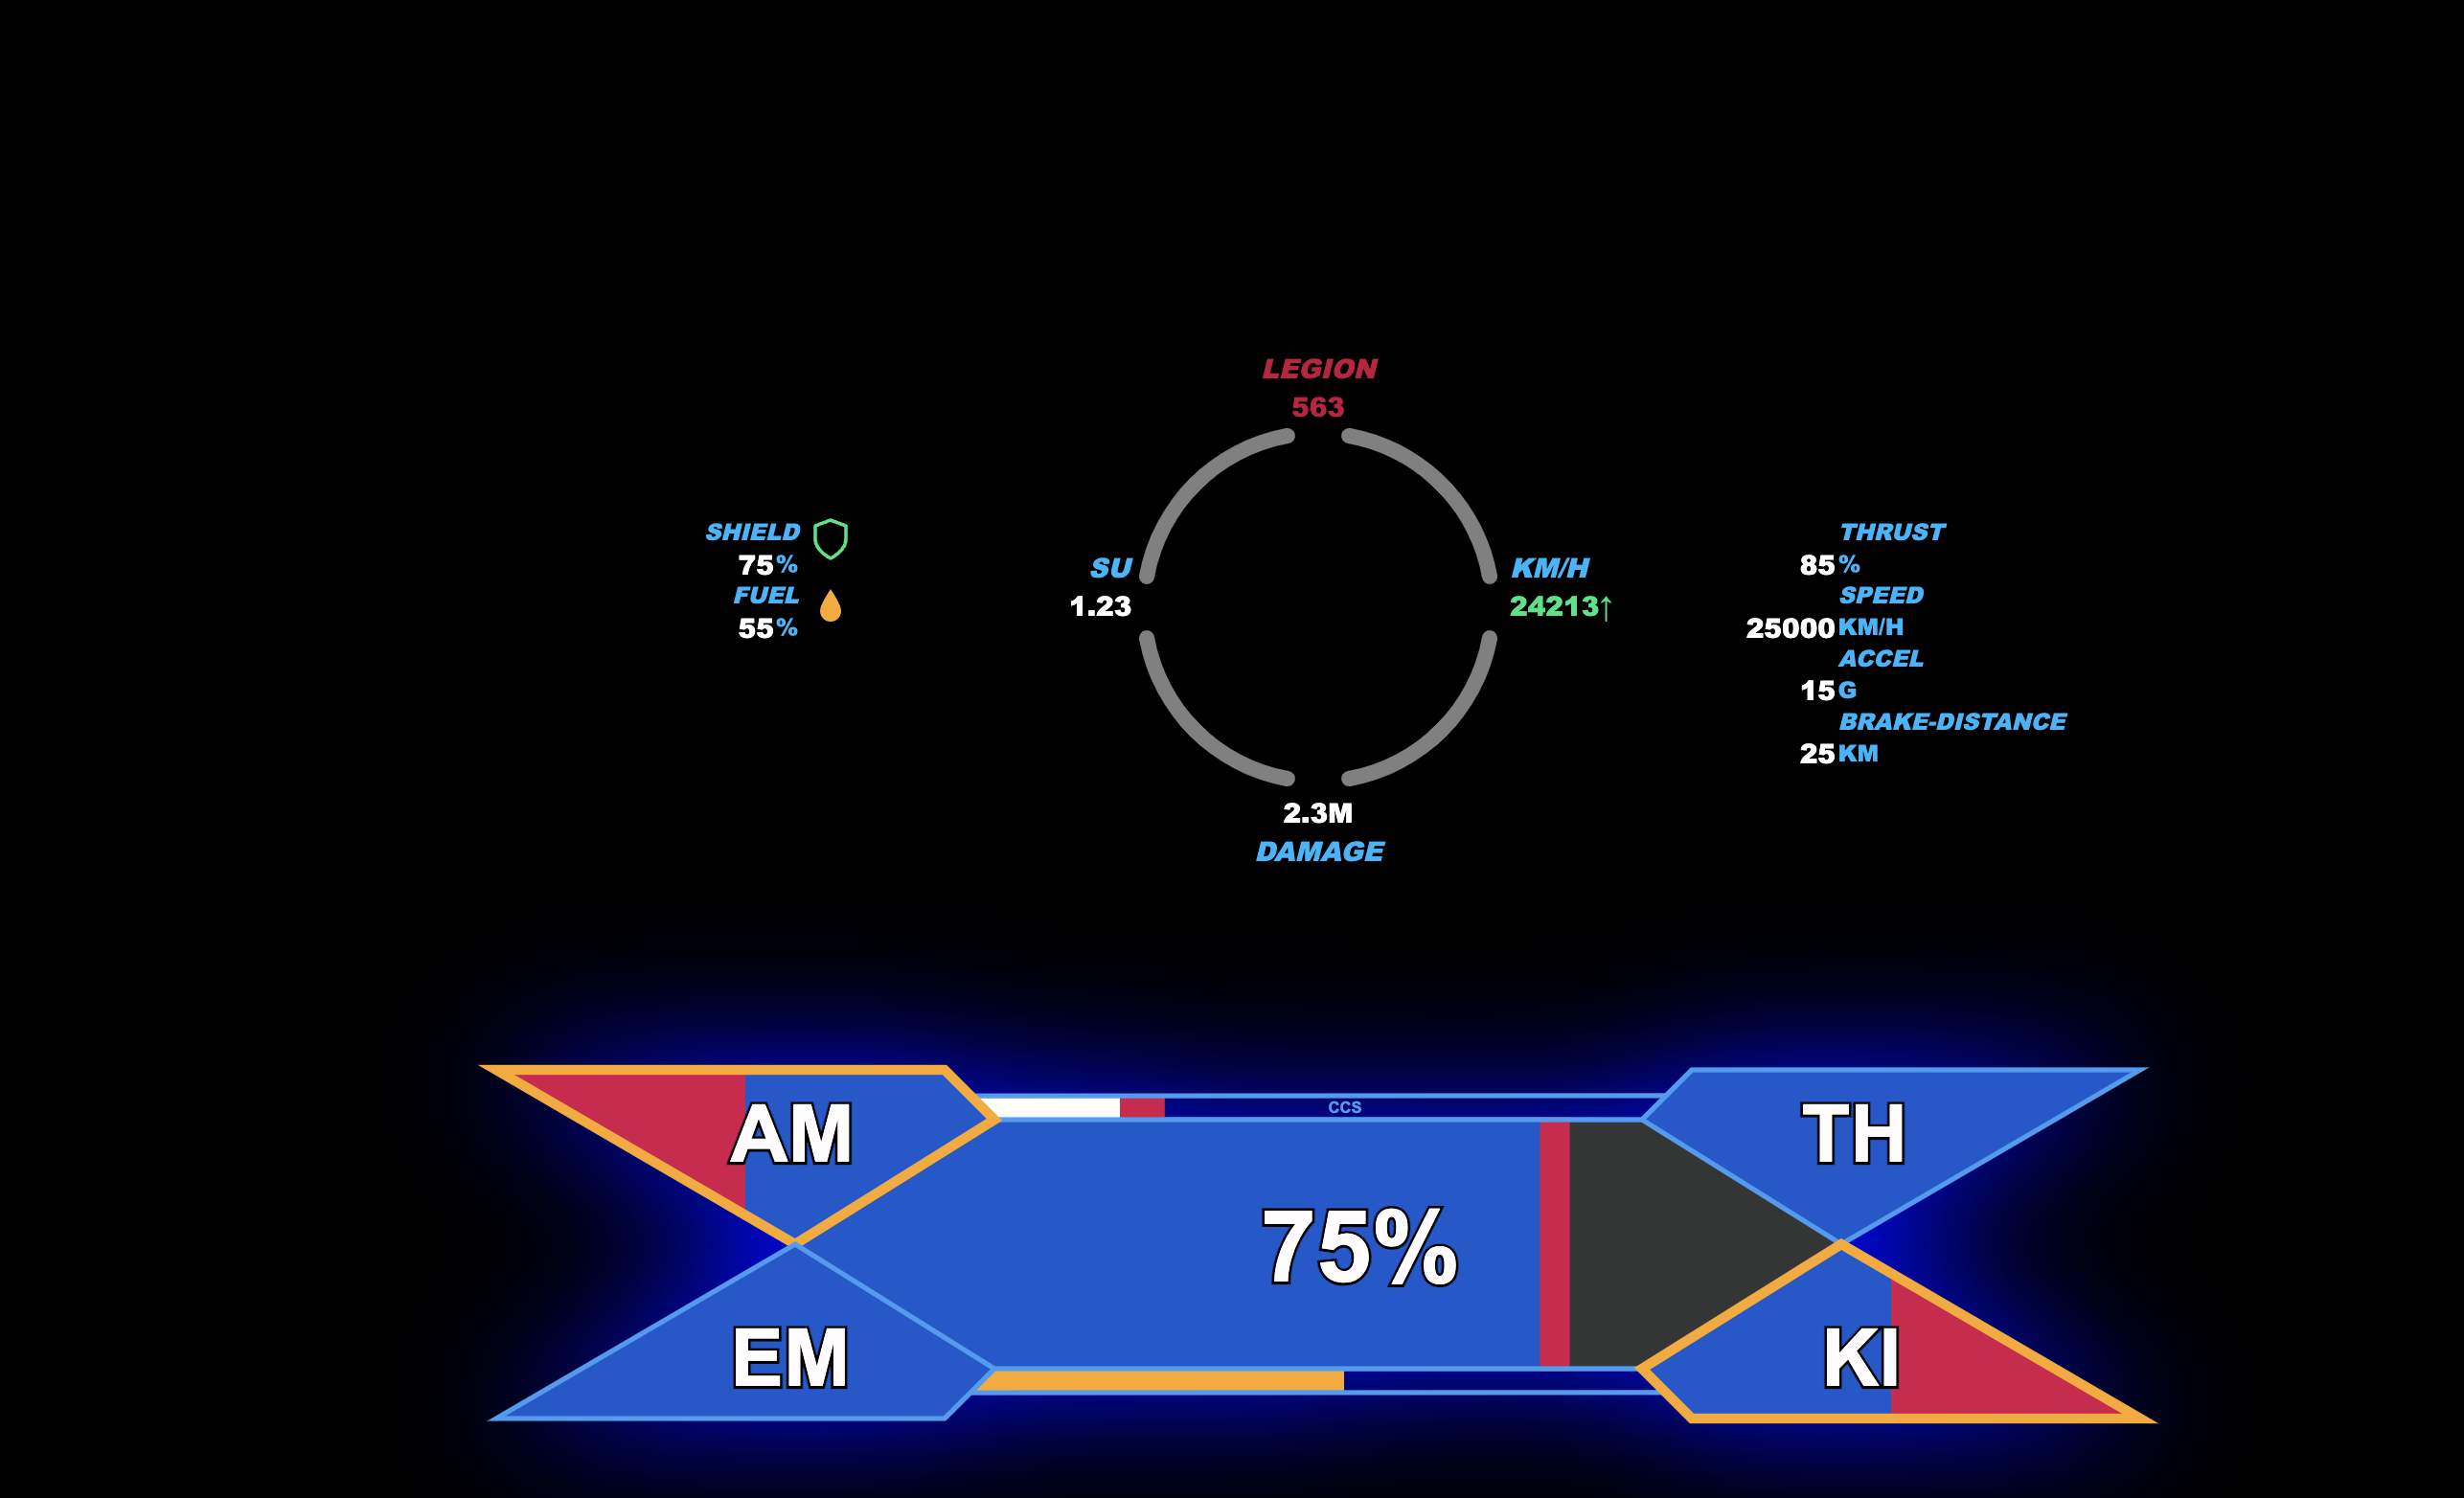 LEGION
563
SHIELD
75%
FUEL
55%
SU
1.23
KM/H
24213↑
THRUST
85%
SPEED
25000KM/H
ACCEL
15G
BRAKE-DISTANCE
25KM
2.3M
DAMAGE
CCS
AM
TH
75%
EM
KI